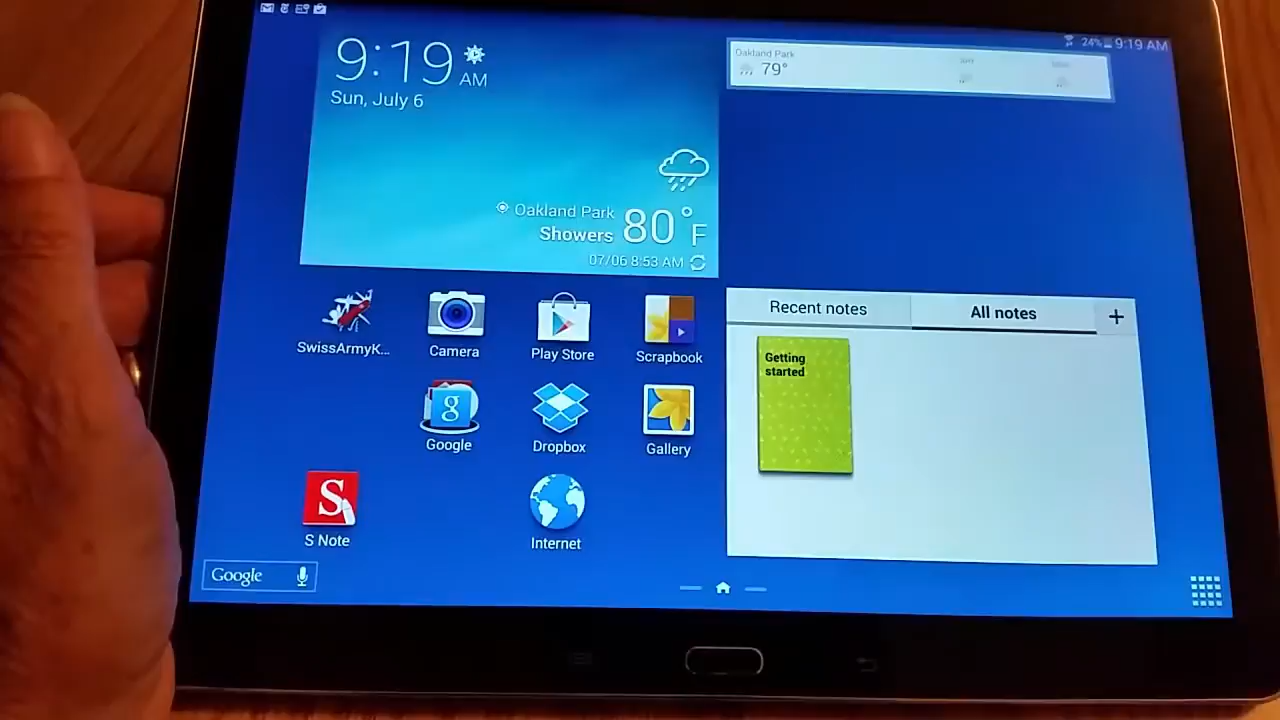 9:19 AM
Sun, July 6
Oakland Park
Showers
80°F
07/06 8:53 AM
24% 9:19 AM
Oakland Park
79°
SwissArmyK...
Camera
Play Store
Scrapbook
Google
Dropbox
Gallery
S Note
Internet
Google
Recent notes
All notes
+
Getting
started